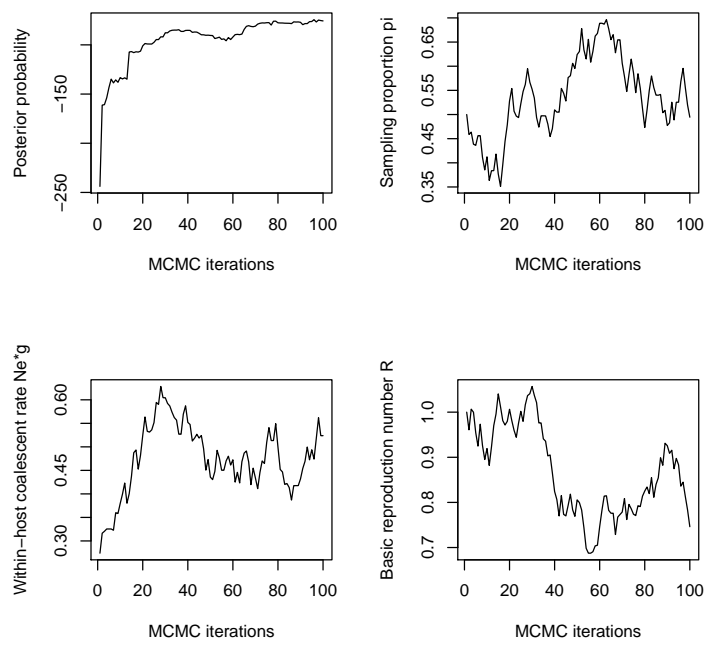 Posterior probability
−250
−150
0 20 40 60 80 100
MCMC iterations
Sampling proportion pi
0.35 0.45 0.55 0.65
0 20 40 60 80 100
MCMC iterations
Within−host coalescent rate Ne*g
0.30 0.45 0.60
0 20 40 60 80 100
MCMC iterations
Basic reproduction number R
0.7 0.8 0.9 1.0
0 20 40 60 80 100
MCMC iterations